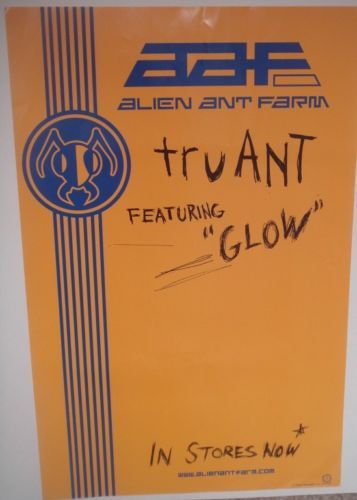 aaf
ALIEN ANT FARM
truANT
FEATURING
"GLOW"
IN STORES NOW*
WWW.ALIENANTFARM.COM